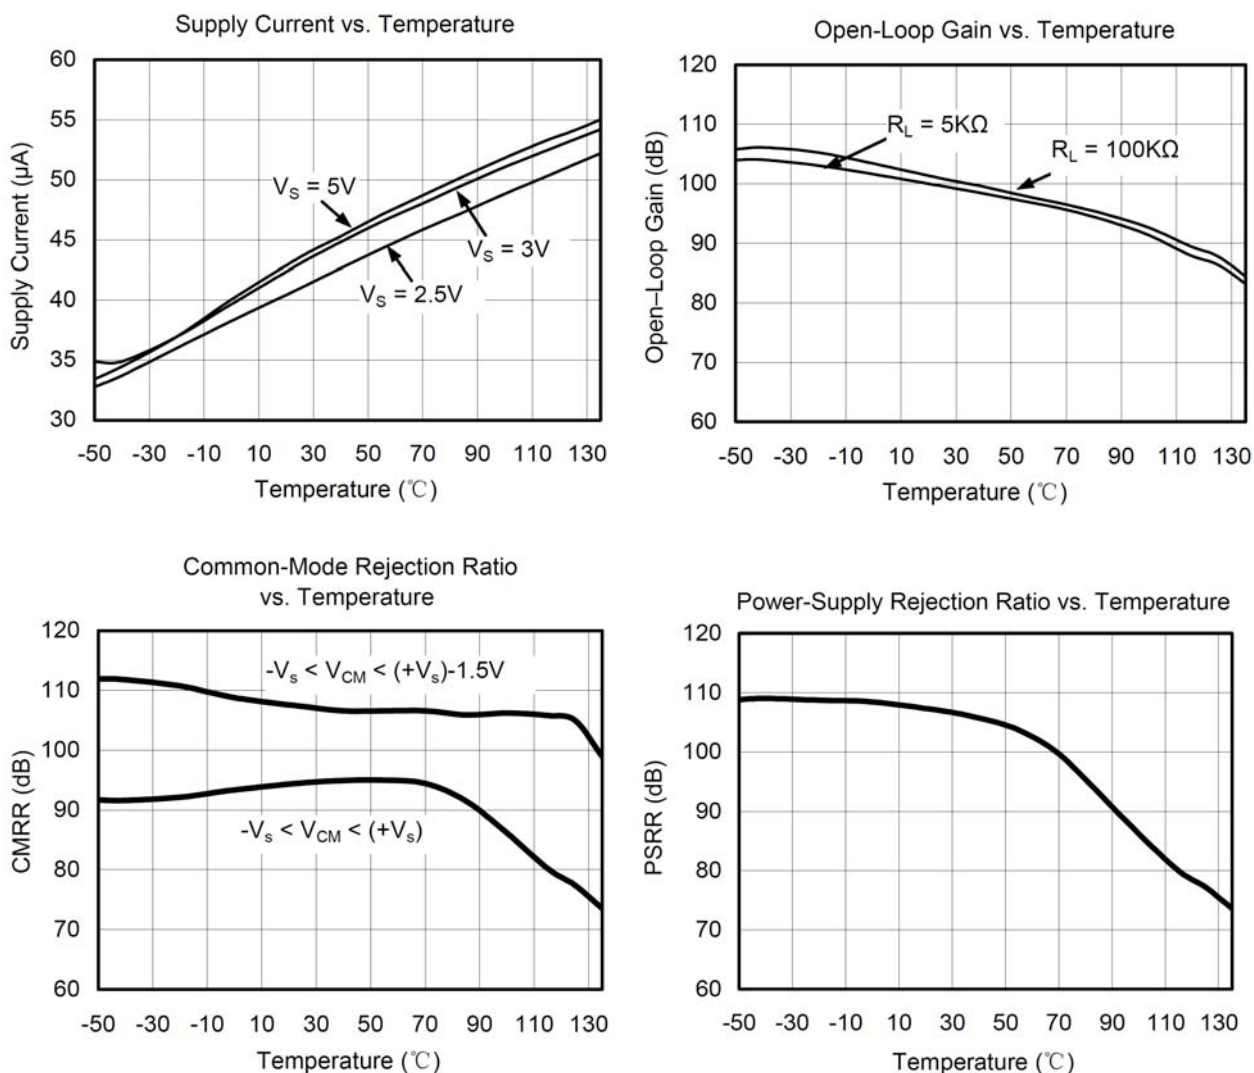 Supply Current vs. Temperature
60
55
50
45
40
35
30
Supply Current (µA)
V_S = 5V
V_S = 3V
V_S = 2.5V
-50 -30 -10 10 30 50 70 90 110 130
Temperature (℃)
Open-Loop Gain vs. Temperature
120
110
100
90
80
70
60
Open–Loop Gain (dB)
R_L = 5KΩ
R_L = 100KΩ
-50 -30 -10 10 30 50 70 90 110 130
Temperature (℃)
Common-Mode Rejection Ratio
vs. Temperature
120
110
100
90
80
70
60
CMRR (dB)
-V_s < V_CM < (+V_s)-1.5V
-V_s < V_CM < (+V_s)
-50 -30 -10 10 30 50 70 90 110 130
Temperature (℃)
Power-Supply Rejection Ratio vs. Temperature
120
110
100
90
80
70
60
PSRR (dB)
-50 -30 -10 10 30 50 70 90 110 130
Temperature (℃)